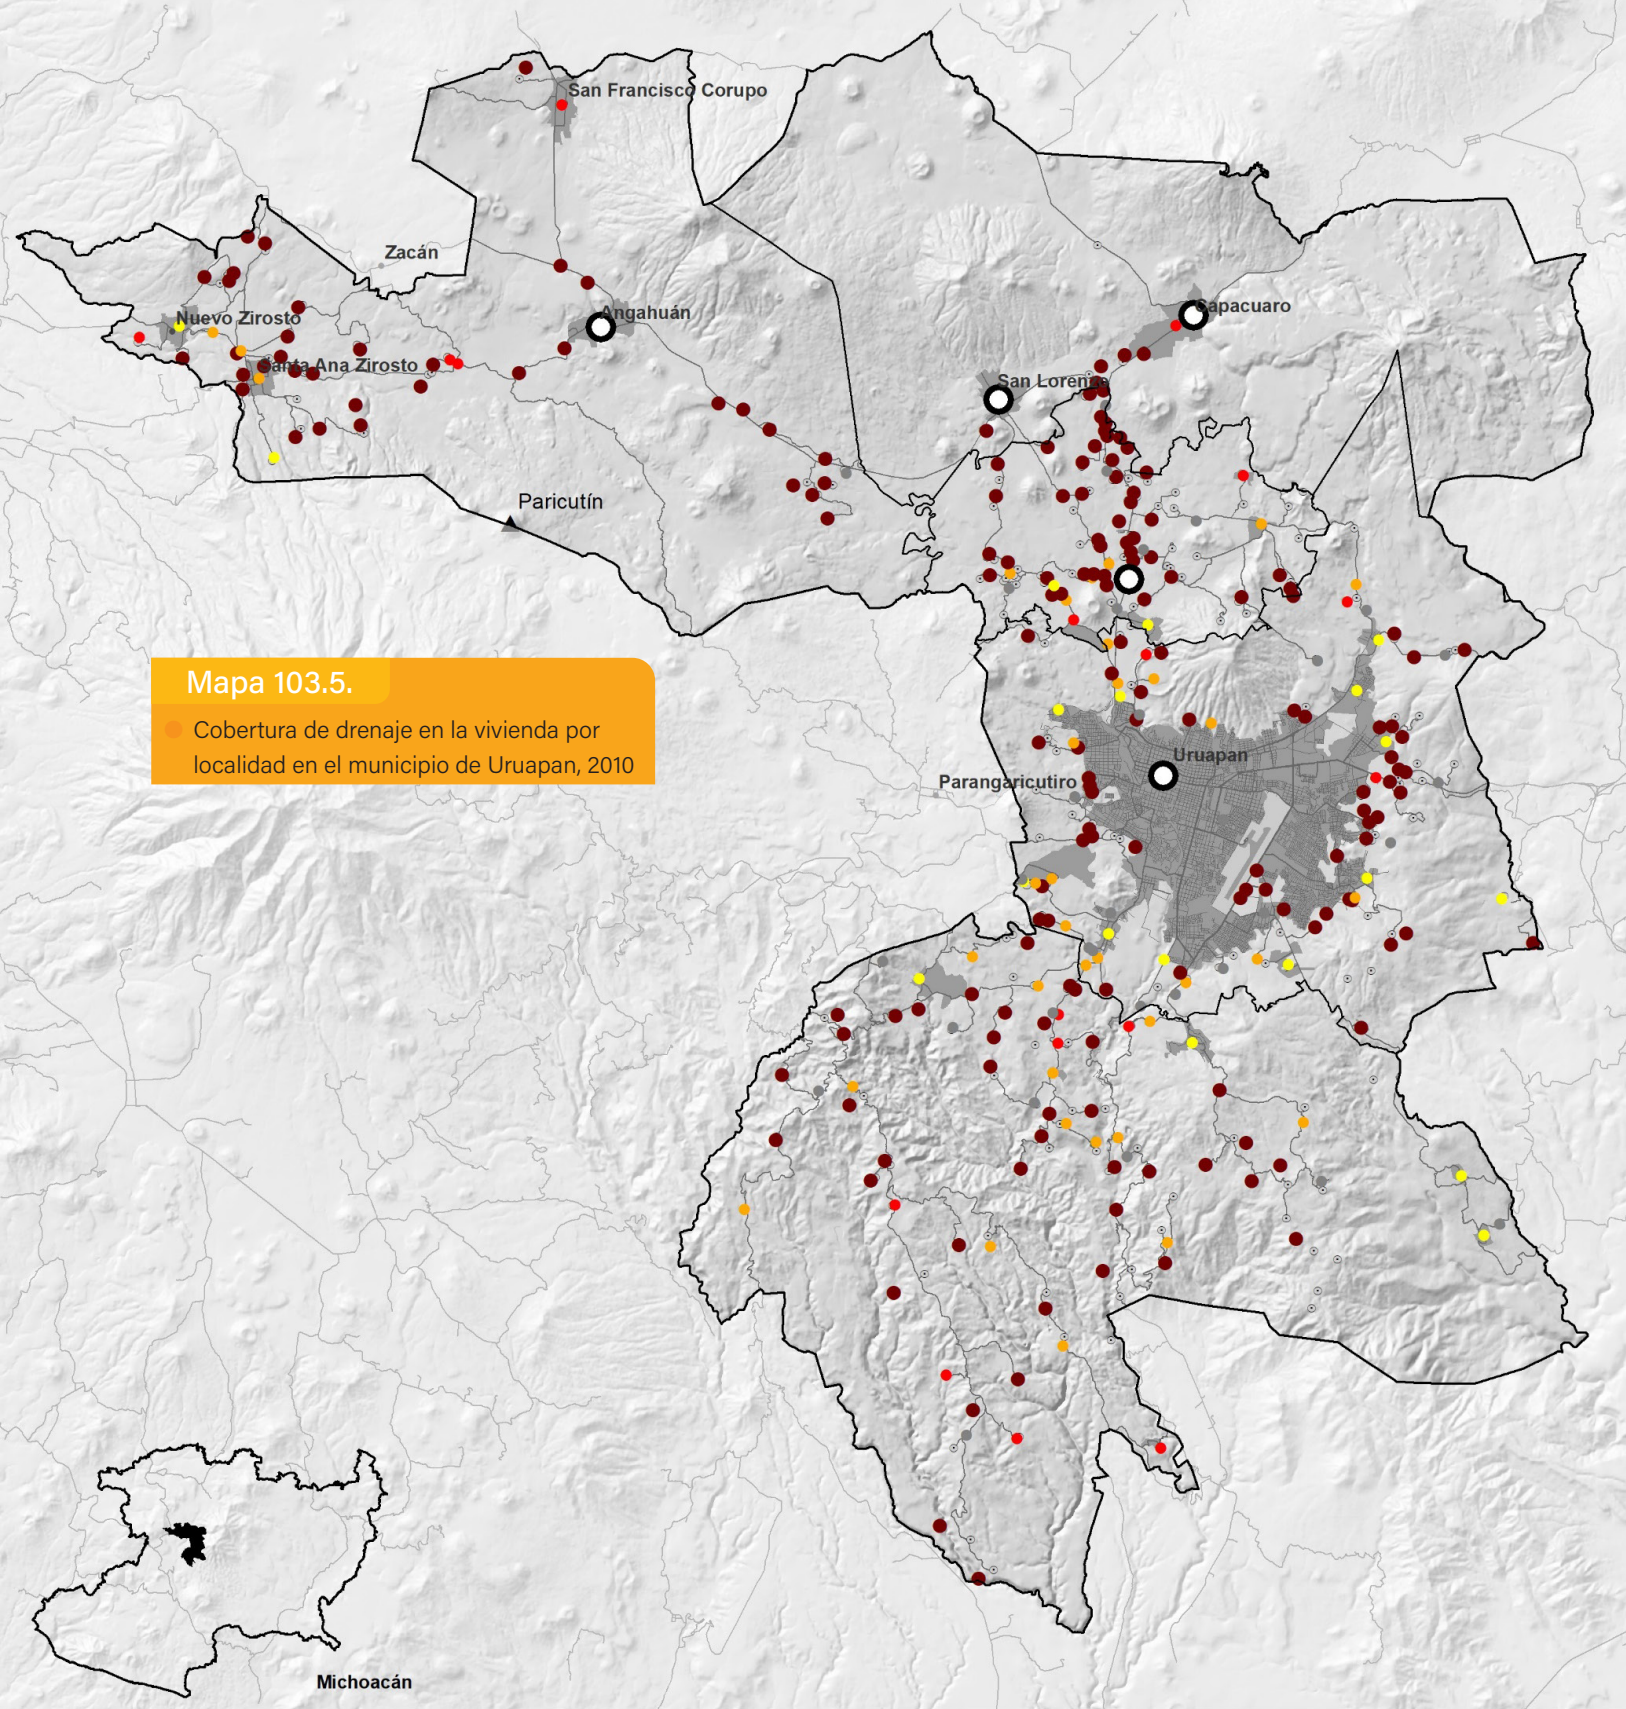 San Francisco Corupo
Zacán
Nuevo Zirosto
Angahuán
Capacuaro
Santa Ana Zirosto
San Lorenzo
Paricutín
Mapa 103.5.
Cobertura de drenaje en la vivienda por
localidad en el municipio de Uruapan, 2010
Uruapan
Parangaricutiro
Michoacán